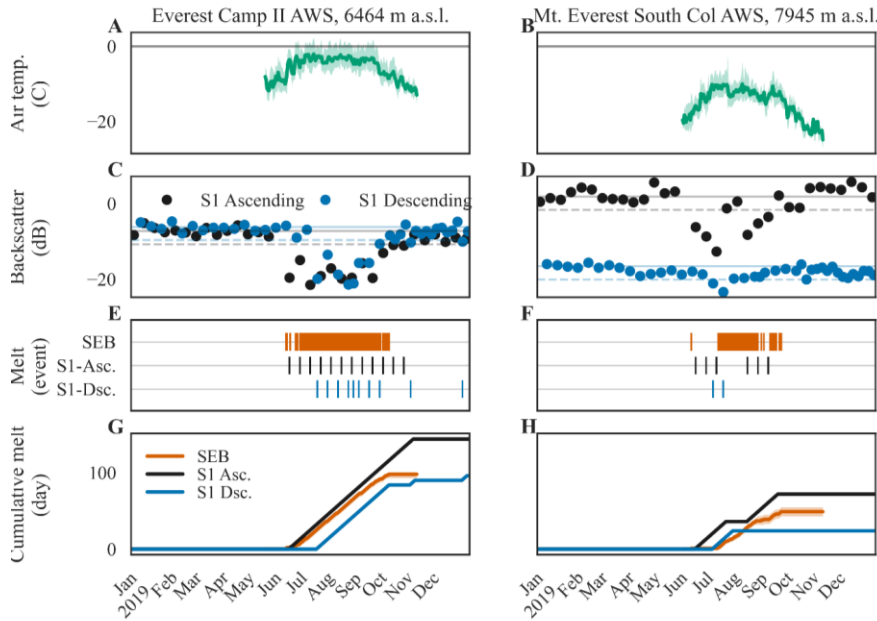 Everest Camp II AWS, 6464 m a.s.l.
Mt. Everest South Col AWS, 7945 m a.s.l.
A
B
Air temp.
(C)
0
−20
C
D
Backscatter
(dB)
0
−20
S1 Ascending
S1 Descending
E
F
Melt
(event)
SEB
S1-Asc.
S1-Dsc.
G
H
Cumulative melt
(day)
100
0
SEB
S1 Asc.
S1 Dsc.
Jan
2019
Feb
Mar
Apr
May
Jun
Jul
Aug
Sep
Oct
Nov
Dec
Jan
2019
Feb
Mar
Apr
May
Jun
Jul
Aug
Sep
Oct
Nov
Dec